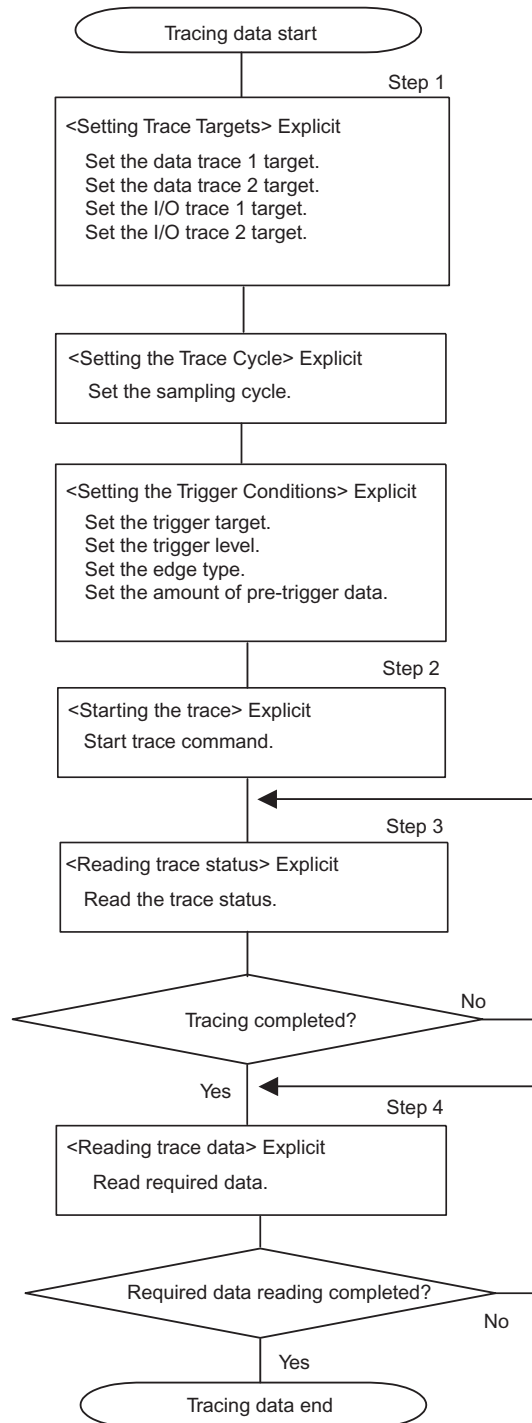 Tracing data start
Step 1
<Setting Trace Targets> Explicit
Set the data trace 1 target.
Set the data trace 2 target.
Set the I/O trace 1 target.
Set the I/O trace 2 target.
<Setting the Trace Cycle> Explicit
Set the sampling cycle.
<Setting the Trigger Conditions> Explicit
Set the trigger target.
Set the trigger level.
Set the edge type.
Set the amount of pre-trigger data.
Step 2
<Starting the trace> Explicit
Start trace command.
Step 3
<Reading trace status> Explicit
Read the trace status.
No
Tracing completed?
Yes
Step 4
<Reading trace data> Explicit
Read required data.
Required data reading completed?
No
Yes
Tracing data end